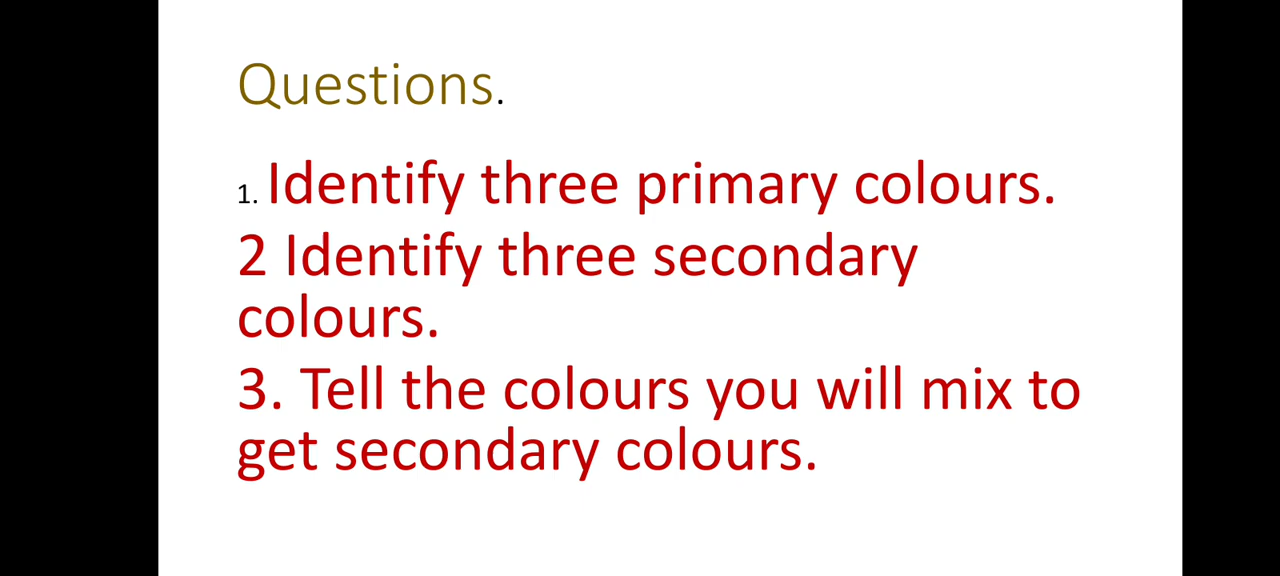 Questions.
1. Identify three primary colours.
2 Identify three secondary
colours.
3. Tell the colours you will mix to
get secondary colours.